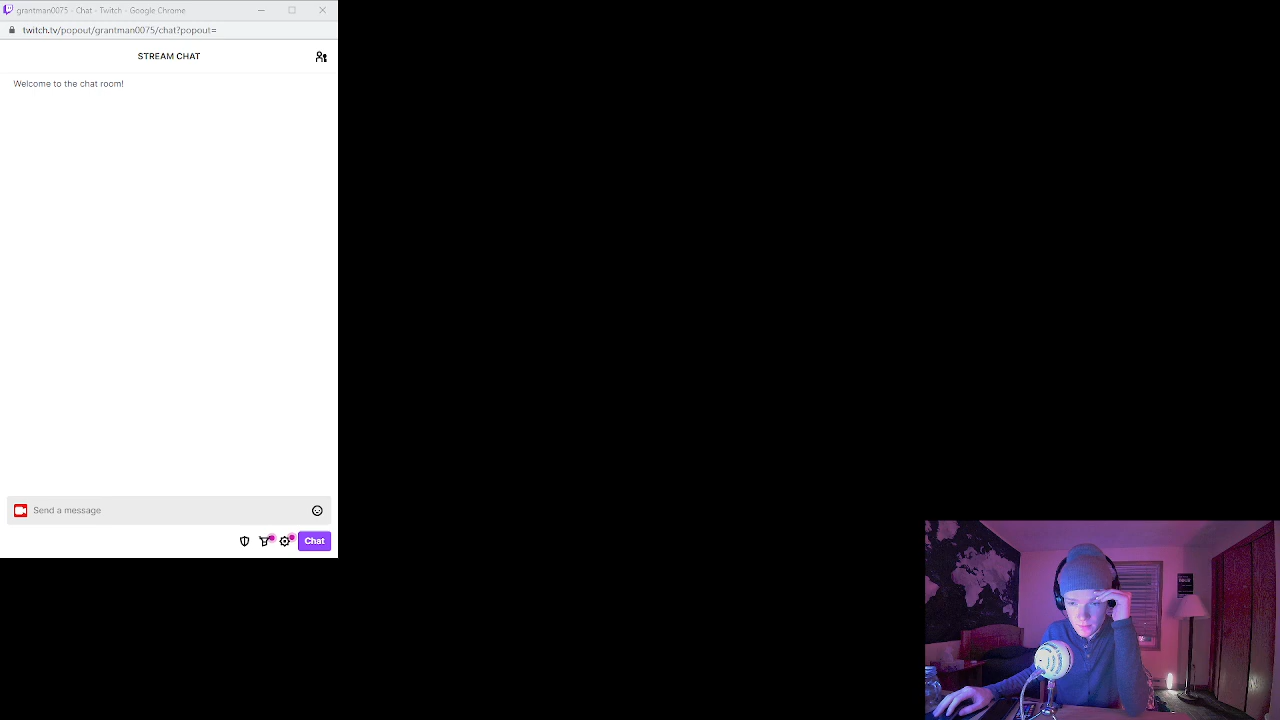 grantman0075 - Chat - Twitch - Google Chrome
twitch.tv/popout/grantman0075/chat?popout=
STREAM CHAT
Welcome to the chat room!
Send a message
Chat